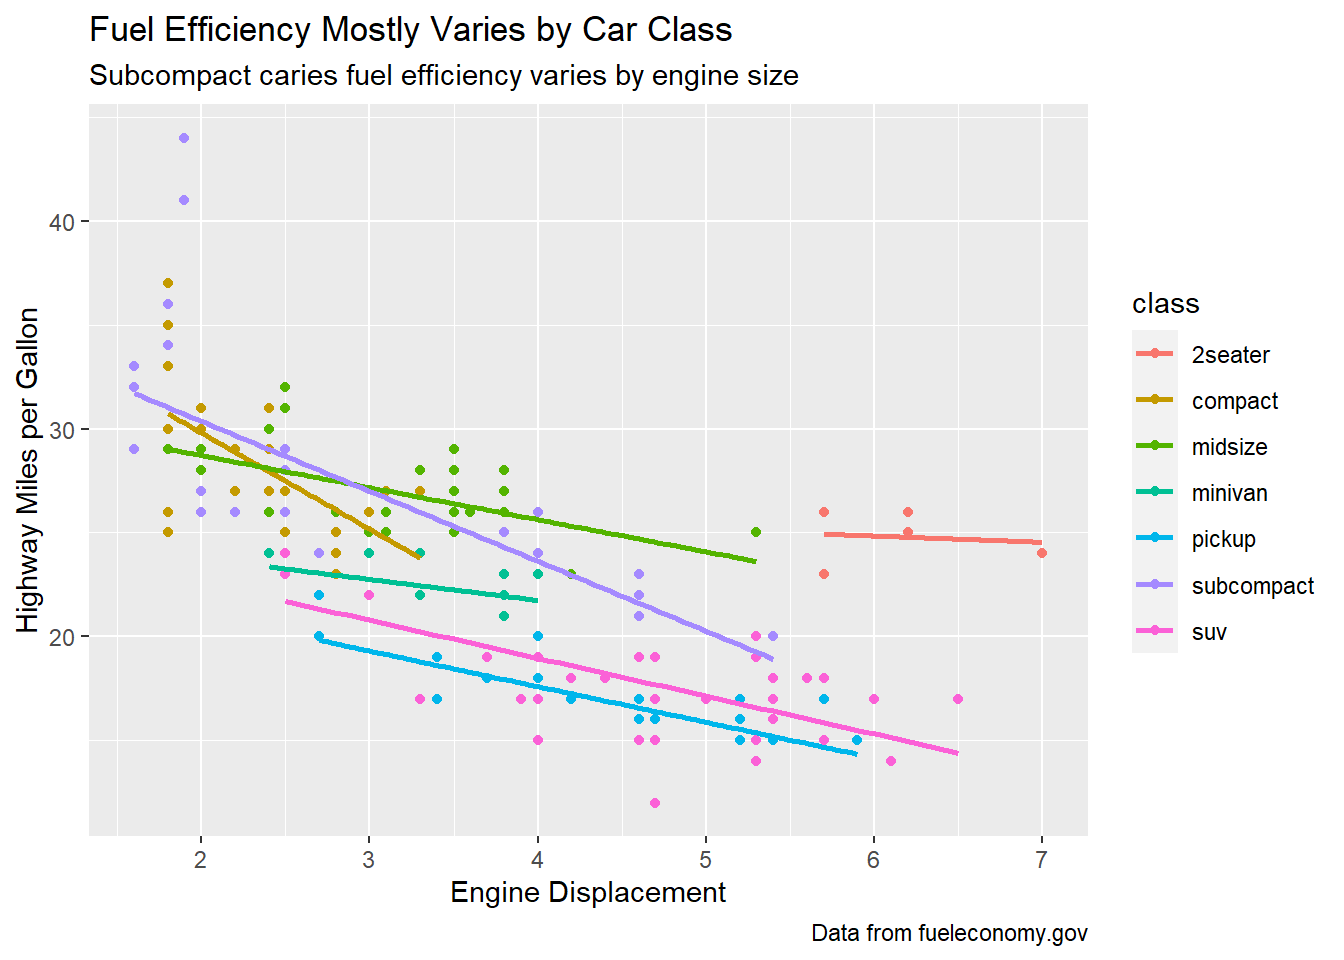 Fuel Efficiency Mostly Varies by Car Class
Subcompact caries fuel efficiency varies by engine size
Highway Miles per Gallon
40
30
20
2
3
4
5
6
7
Engine Displacement
class
2seater
compact
midsize
minivan
pickup
subcompact
suv
Data from fueleconomy.gov